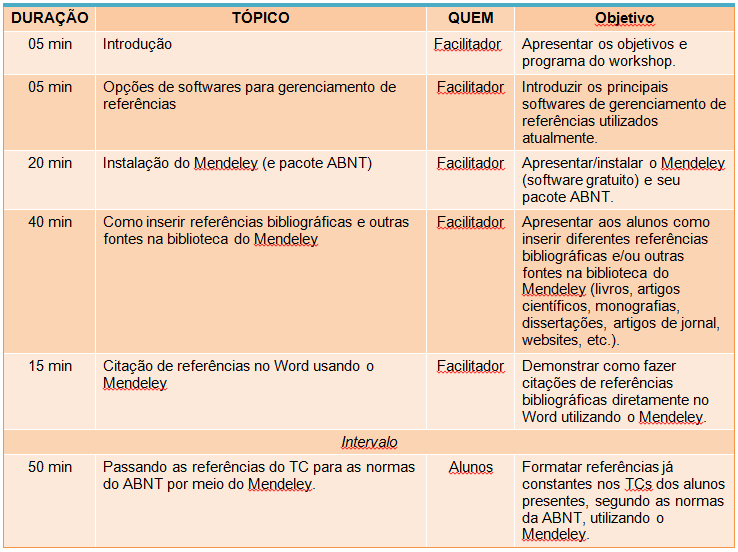 DURAÇÃO TÓPICO QUEM Objetivo
05 min Introdução Facilitador Apresentar os objetivos e
programa do workshop.
05 min Opções de softwares para gerenciamento de Facilitador Introduzir os principais
referências softwares de gerenciamento de
referências utilizados
atualmente.
20 min Instalação do Mendeley (e pacote ABNT) Facilitador Apresentar/instalar o Mendeley
(software gratuito) e seu
pacote ABNT.
40 min Como inserir referências bibliográficas e outras Facilitador Apresentar aos alunos como
fontes na biblioteca do Mendeley inserir diferentes referências
bibliográficas e/ou outras
fontes na biblioteca do
Mendeley (livros, artigos
científicos, monografias,
dissertações, artigos de jornal,
websites, etc.).
15 min Citação de referências no Word usando o Facilitador Demonstrar como fazer
Mendeley citações de referências
bibliográficas diretamente no
Word utilizando o Mendeley.
Intervalo
50 min Passando as referências do TC para as normas Alunos Formatar referências já
do ABNT por meio do Mendeley. constantes nos TCs dos alunos
presentes, segundo as normas
da ABNT, utilizando o
Mendeley.